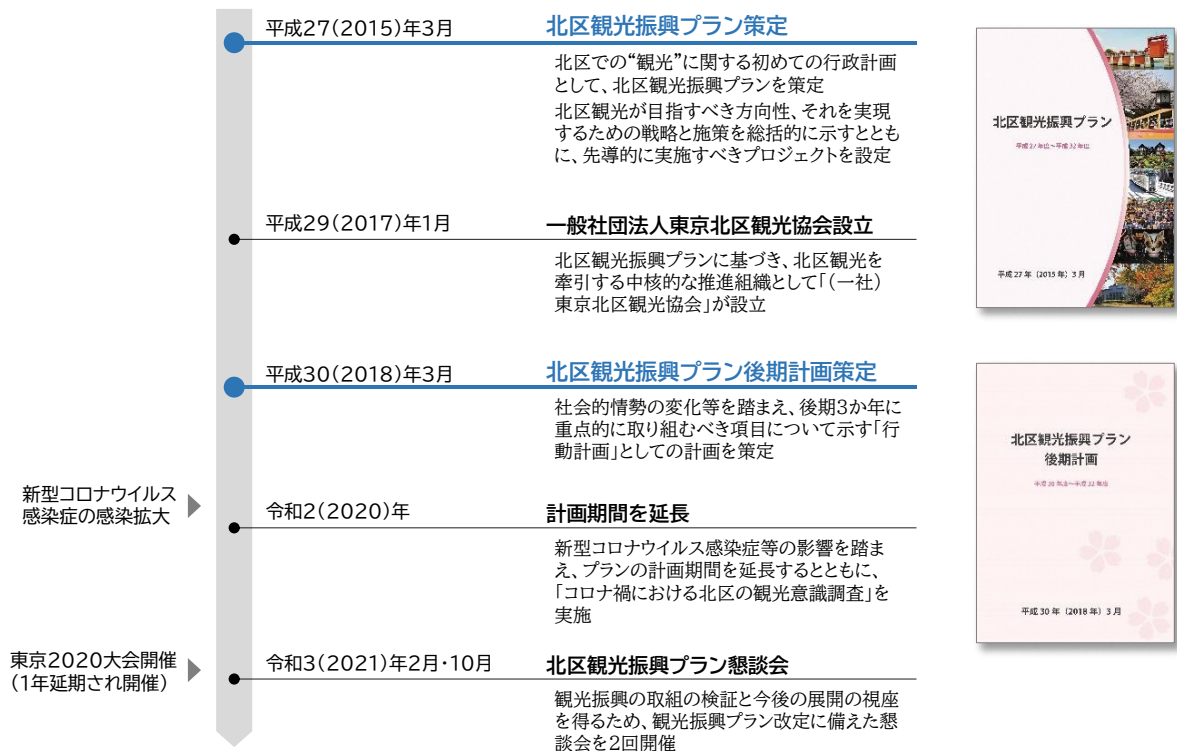 平成27(2015)年3月
北区観光振興プラン策定
北区での“観光”に関する初めての行政計画
として、北区観光振興プランを策定
北区観光が目指すべき方向性、それを実現
するための戦略と施策を総括的に示すととも
に、先導的に実施すべきプロジェクトを設定
北区観光振興プラン
平成27年度~平成32年度
平成27年（2015年）3月
平成29(2017)年1月
一般社団法人東京北区観光協会設立
北区観光振興プランに基づき、北区観光を
牽引する中核的な推進組織として「(一社)
東京北区観光協会」が設立
平成30(2018)年3月
北区観光振興プラン後期計画策定
社会的情勢の変化等を踏まえ、後期3か年に
重点的に取り組むべき項目について示す「行
動計画」としての計画を策定
北区観光振興プラン
後期計画
平成30年度~平成32年度
平成30年（2018年）3月
新型コロナウイルス
感染症の感染拡大
令和2(2020)年
計画期間を延長
新型コロナウイルス感染症等の影響を踏ま
え、プランの計画期間を延長するとともに、
「コロナ禍における北区の観光意識調査」を
実施
東京2020大会開催
(1年延期され開催)
令和3(2021)年2月・10月
北区観光振興プラン懇談会
観光振興の取組の検証と今後の展開の視座
を得るため、観光振興プラン改定に備えた懇
談会を2回開催